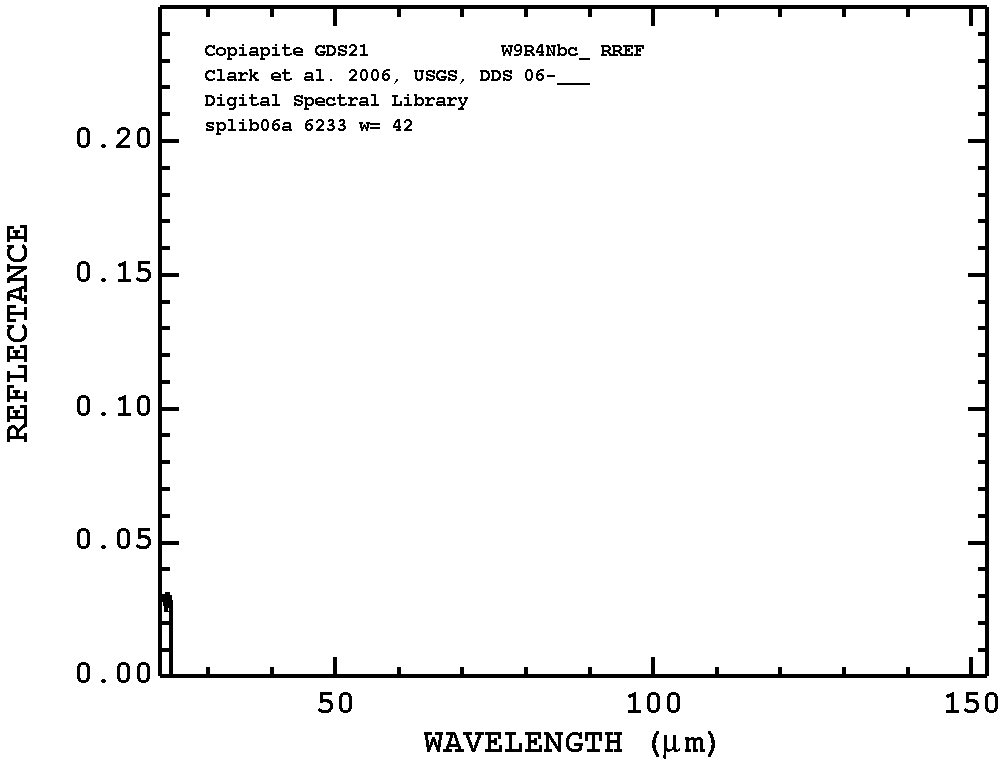 Copiapite GDS21 W9R4Nbc_ RREF
Clark et al. 2006, USGS, DDS 06-___
Digital Spectral Library
splib06a 6233 w= 42
0.20
0.15
0.10
0.05
0.00
REFLECTANCE
50 100 150
WAVELENGTH (μm)